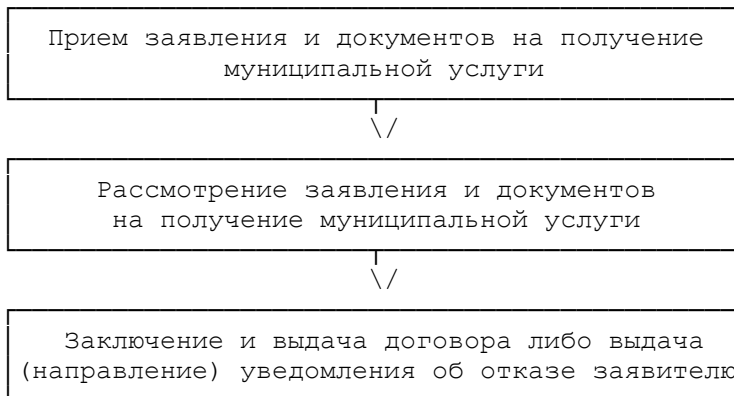 Прием заявления и документов на получение
муниципальной услуги
\/
Рассмотрение заявления и документов
на получение муниципальной услуги
\/
Заключение и выдача договора либо выдача
(направление) уведомления об отказе заявителю